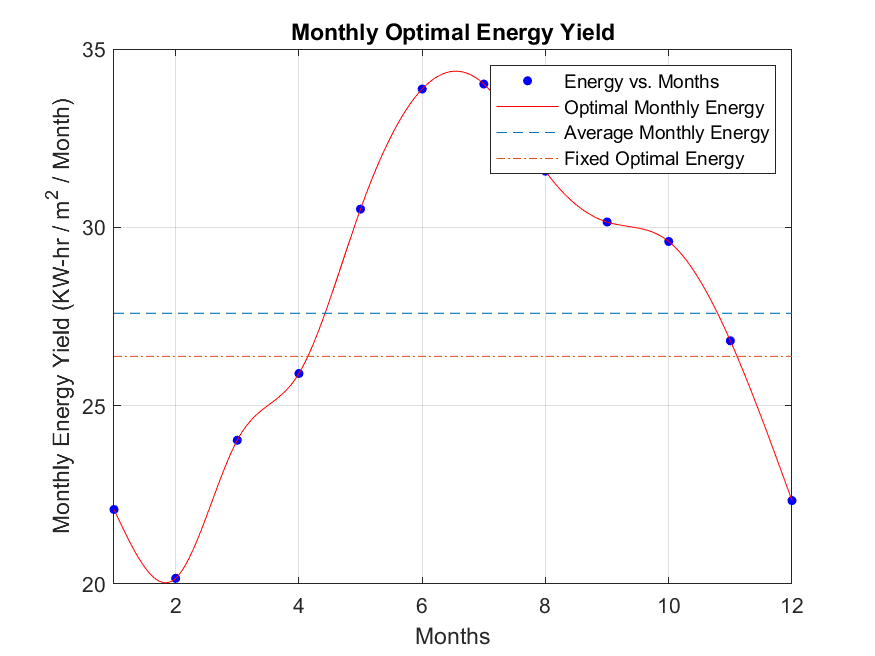 Monthly Optimal Energy Yield
Monthly Energy Yield (KW-hr / m² / Month)
35
30
25
20
Energy vs. Months
Optimal Monthly Energy
Average Monthly Energy
Fixed Optimal Energy
2 4 6 8 10 12
Months